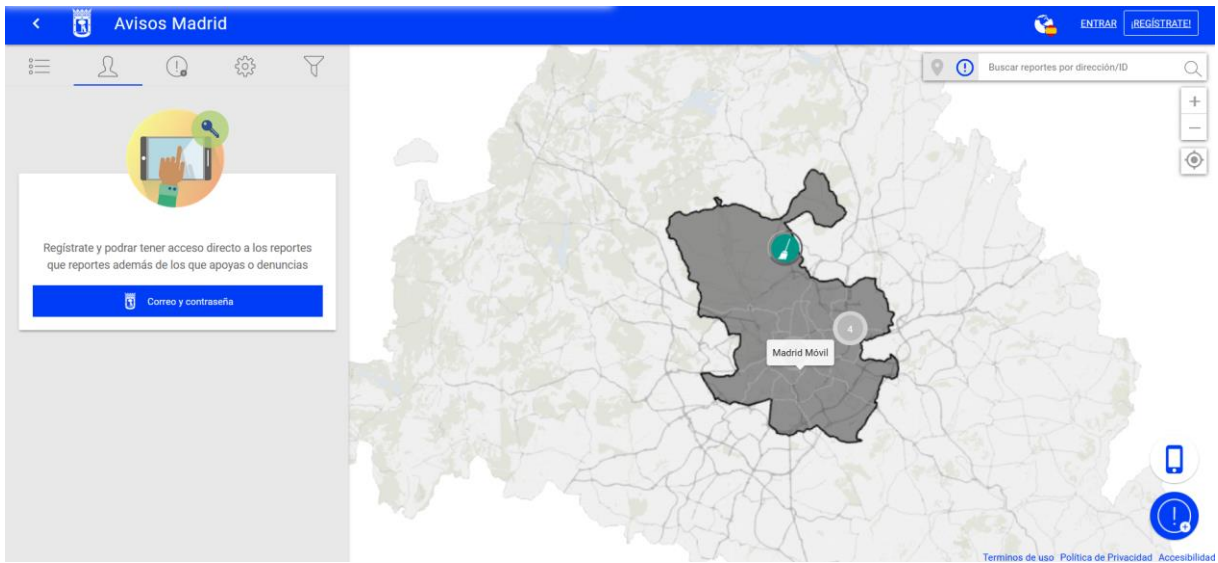 Avisos Madrid
ENTRAR
¡REGÍSTRATE!
Buscar reportes por dirección/ID
Regístrate y podrar tener acceso directo a los reportes
que reportes además de los que apoyas o denuncias
Correo y contraseña
4
Madrid Móvil
Terminos de uso Política de Privacidad Accesibilidad